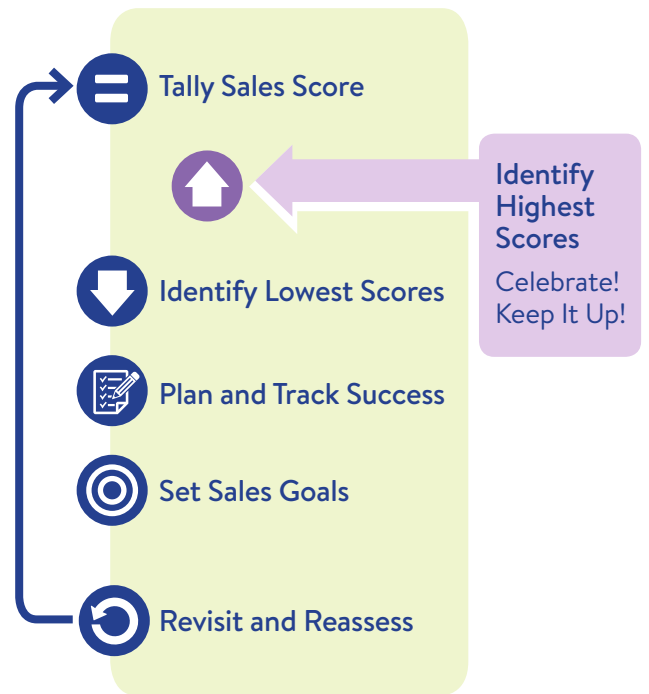 Tally Sales Score
Identify
Highest
Scores
Celebrate!
Keep It Up!
Identify Lowest Scores
Plan and Track Success
Set Sales Goals
Revisit and Reassess